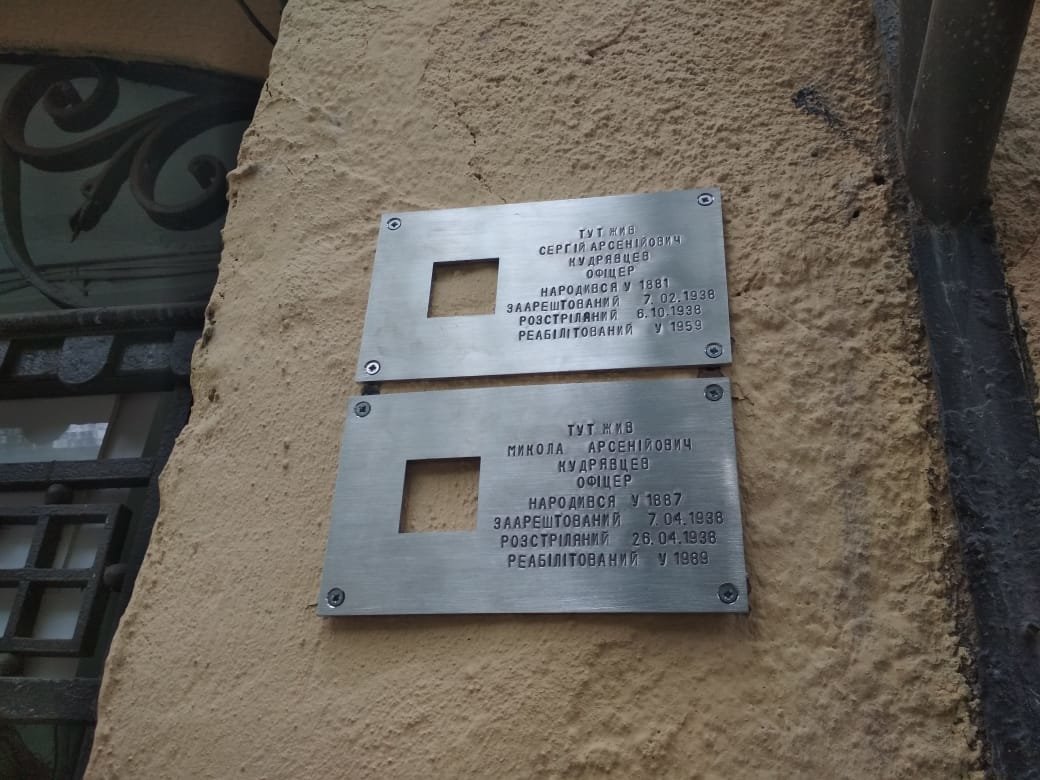 ТУТ ЖИВ
СЕРГІЙ АРСЕНІЙОВИЧ
КУДРЯВЦЕВ
ОФІЦЕР
НАРОДИВСЯ У 1881
ЗААРЕШТОВАНИЙ 7.02.1938
РОЗСТРІЛЯНИЙ 6.10.1938
РЕАБІЛІТОВАНИЙ У 1959
ТУТ ЖИВ
МИКОЛА АРСЕНІЙОВИЧ
КУДРЯВЦЕВ
ОФІЦЕР
НАРОДИВСЯ У 1887
ЗААРЕШТОВАНИЙ 7.04.1938
РОЗСТРІЛЯНИЙ 26.04.1938
РЕАБІЛІТОВАНИЙ У 1989